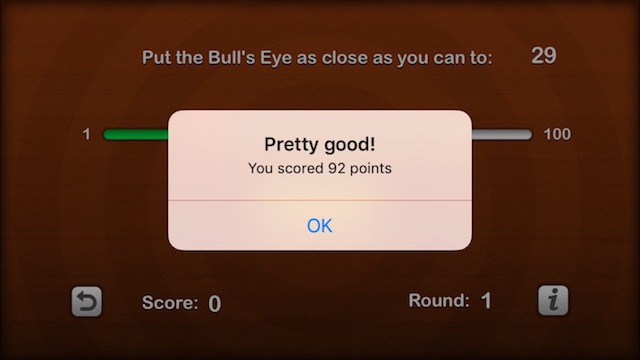 Put the Bull's Eye as close as you can to: 29
1 100
Pretty good!
You scored 92 points
OK
Score: 0 Round: 1 i